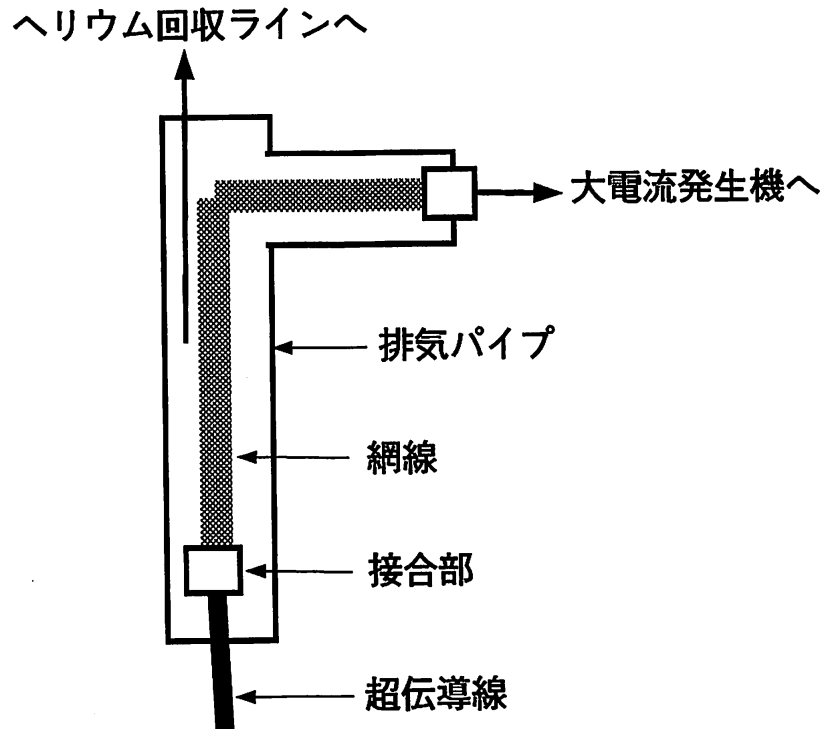 ヘリウム回収ラインへ
大電流発生機へ
排気パイプ
網線
接合部
超伝導線